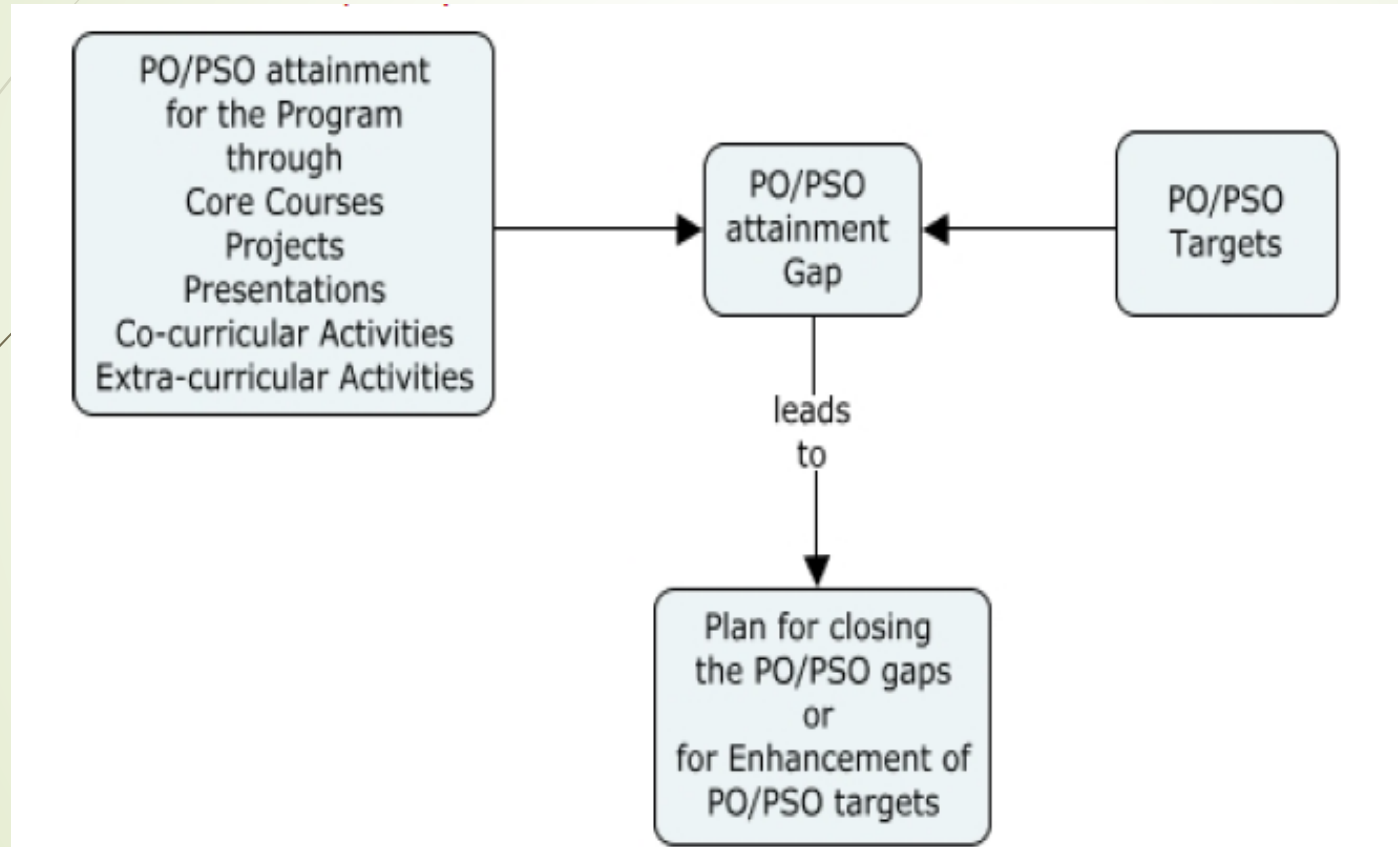 PO/PSO attainment
for the Program
through
Core Courses
Projects
Presentations
Co-curricular Activities
Extra-curricular Activities
PO/PSO
attainment
Gap
PO/PSO
Targets
leads
to
Plan for closing
the PO/PSO gaps
or
for Enhancement of
PO/PSO targets